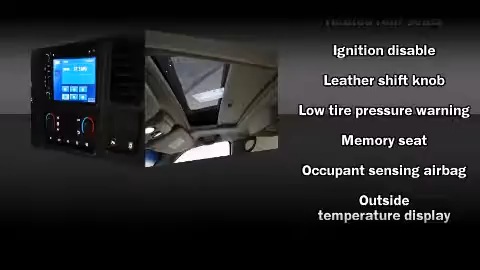 Ignition disable
Leather shift knob
Low tire pressure warning
Memory seat
Occupant sensing airbag
Outside
temperature display